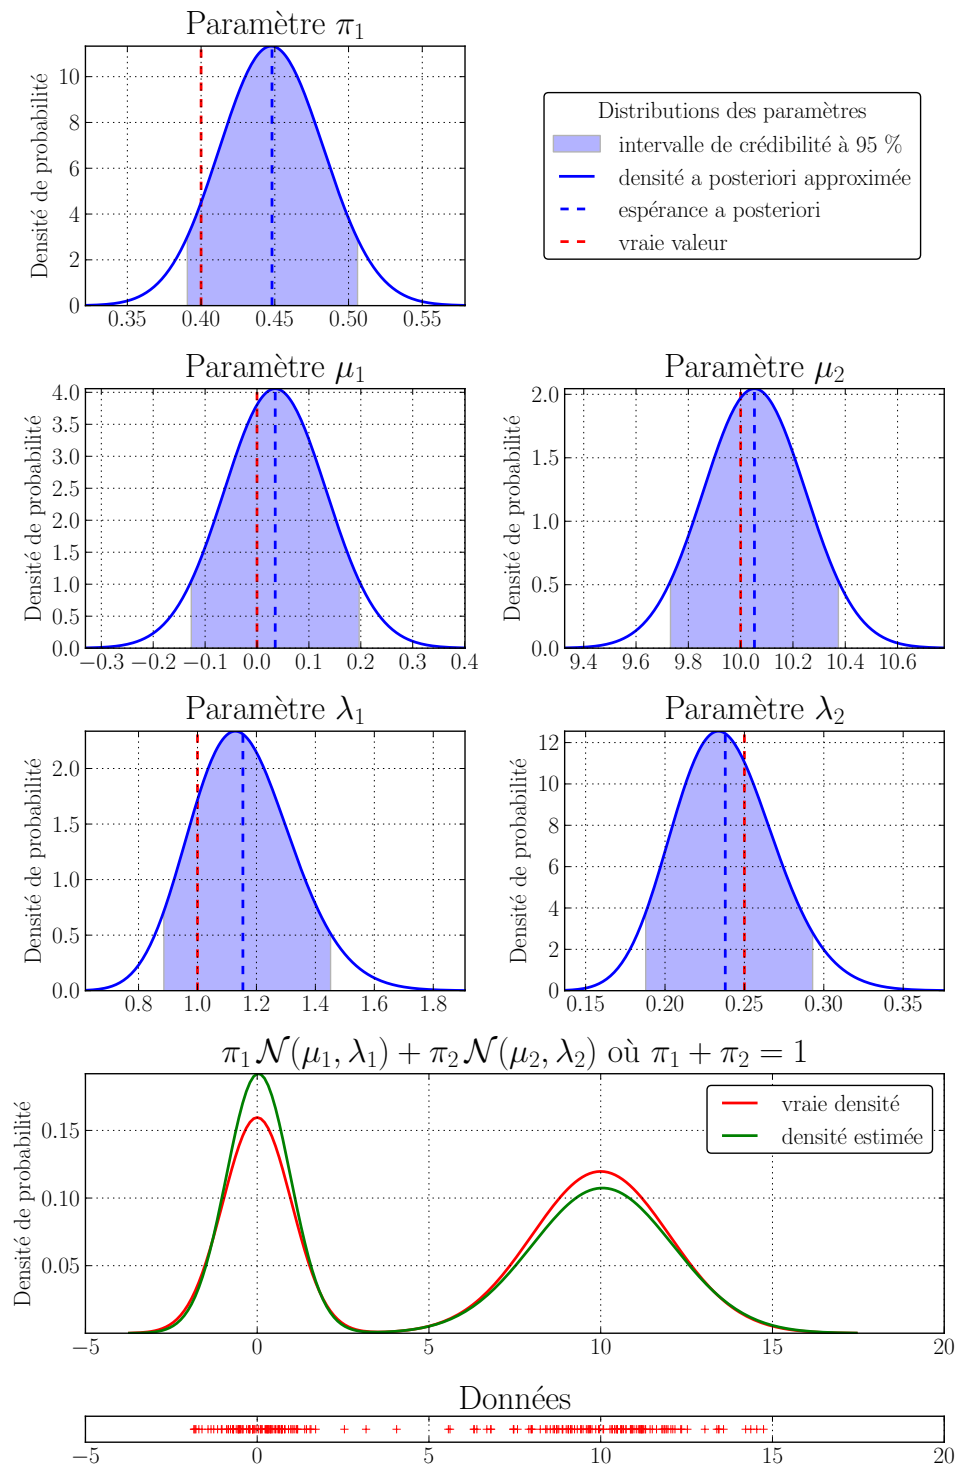 Paramètre π₁
Densité de probabilité
10
8
6
4
2
0
0.35 0.40 0.45 0.50 0.55
Distributions des paramètres
intervalle de crédibilité à 95 %
densité a posteriori approximée
espérance a posteriori
vraie valeur
Paramètre μ₁
Densité de probabilité
4.0
3.5
3.0
2.5
2.0
1.5
1.0
0.5
0.0
−0.3 −0.2 −0.1 0.0 0.1 0.2 0.3 0.4
Paramètre μ₂
Densité de probabilité
2.0
1.5
1.0
0.5
0.0
9.4 9.6 9.8 10.0 10.2 10.4 10.6
Paramètre λ₁
Densité de probabilité
2.0
1.5
1.0
0.5
0.0
0.8 1.0 1.2 1.4 1.6 1.8
Paramètre λ₂
Densité de probabilité
12
10
8
6
4
2
0
0.15 0.20 0.25 0.30 0.35
π₁𝒩(μ₁, λ₁) + π₂𝒩(μ₂, λ₂) où π₁ + π₂ = 1
Densité de probabilité
0.15
0.10
0.05
−5 0 5 10 15 20
vraie densité
densité estimée
Données
−5 0 5 10 15 20